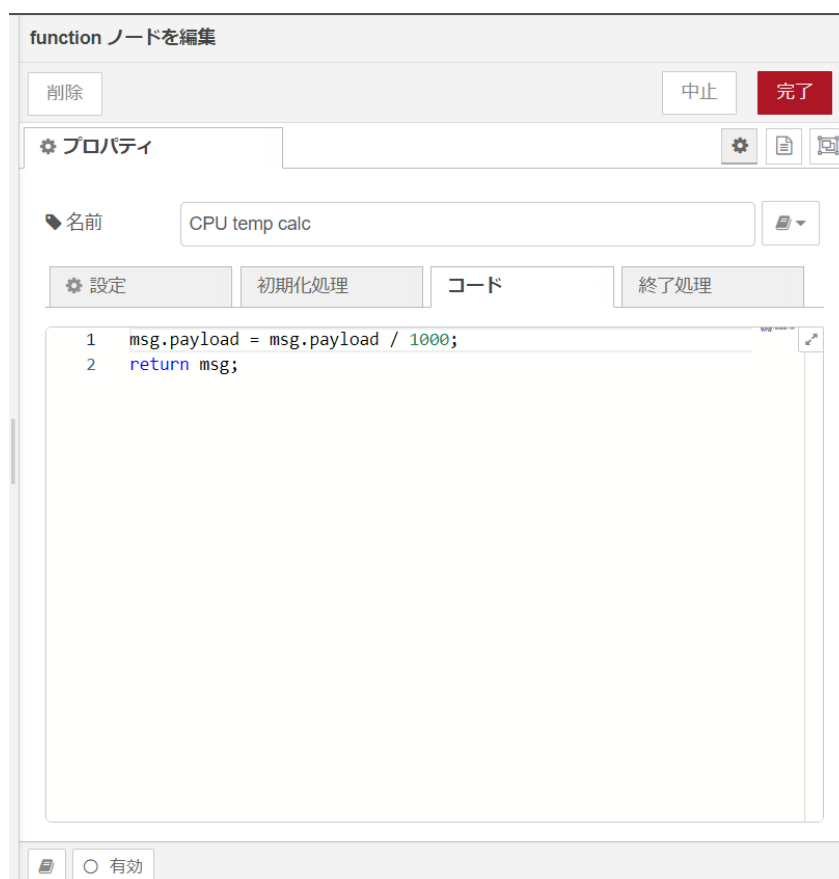 function ノードを編集
削除 中止 完了
プロパティ
名前 CPU temp calc
設定 初期化処理 コード 終了処理
1 msg.payload = msg.payload / 1000;
2 return msg;
有効